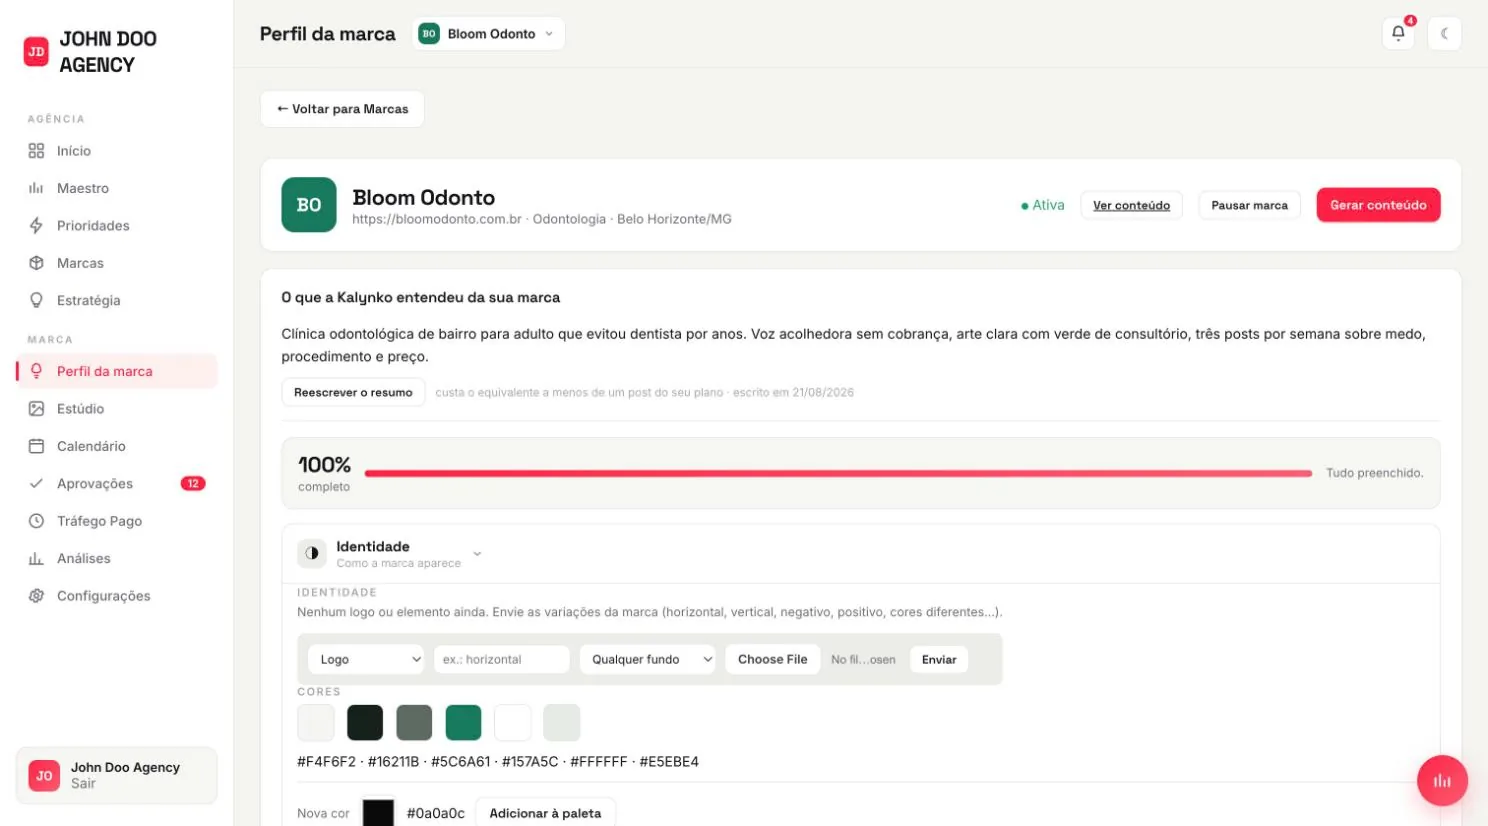 JD
JOHN DOO
AGENCY
AGÊNCIA
Início
Maestro
Prioridades
Marcas
Estratégia
MARCA
Perfil da marca
Estúdio
Calendário
Aprovações 12
Tráfego Pago
Análises
Configurações
JO
John Doo Agency
Sair
Perfil da marca BO Bloom Odonto 4
← Voltar para Marcas
BO
Bloom Odonto
https://bloomodonto.com.br · Odontologia · Belo Horizonte/MG
Ativa Ver conteúdo Pausar marca Gerar conteúdo
O que a Kalynko entendeu da sua marca
Clínica odontológica de bairro para adulto que evitou dentista por anos. Voz acolhedora sem cobrança, arte clara com verde de consultório, três posts por semana sobre medo,
procedimento e preço.
Reescrever o resumo custa o equivalente a menos de um post do seu plano · escrito em 21/08/2026
100%
completo
Tudo preenchido.
Identidade
Como a marca aparece
IDENTIDADE
Nenhum logo ou elemento ainda. Envie as variações da marca (horizontal, vertical, negativo, positivo, cores diferentes...).
Logo ex.: horizontal Qualquer fundo Choose File No fil...osen Enviar
CORES
#F4F6F2 · #16211B · #5C6A61 · #157A5C · #FFFFFF · #E5EBE4
Nova cor #0a0a0c Adicionar à paleta